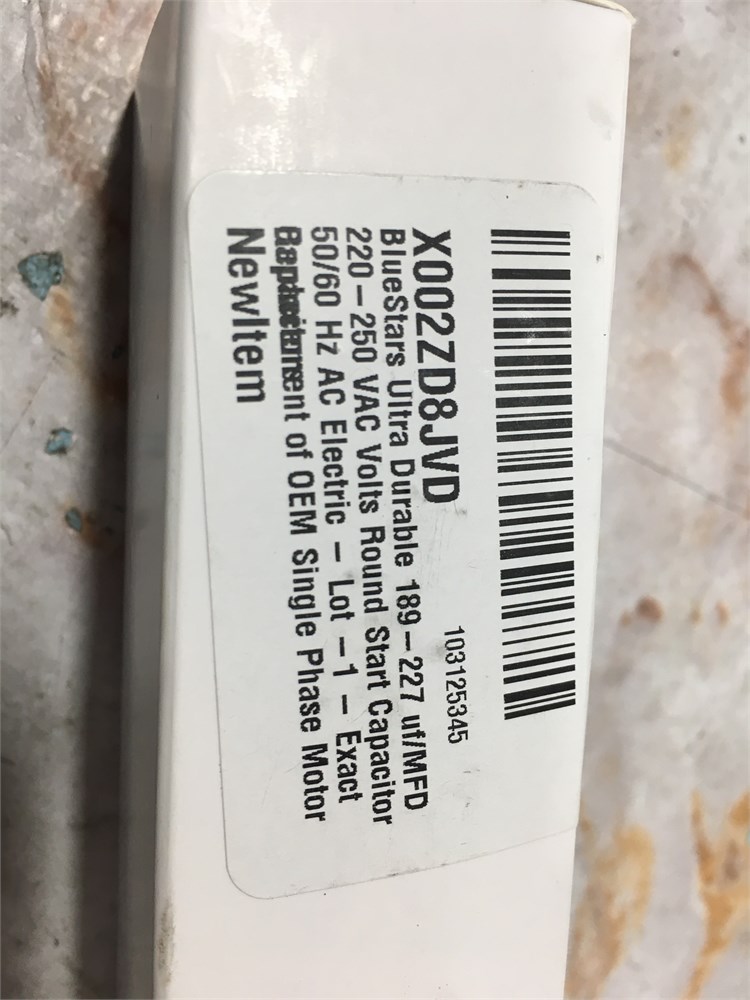 X002ZD8JVD
103125345
BlueStars Ultra Durable 189-227 uf/MFD
220-250 VAC Volts Round Start Capacitor
50/60 Hz AC Electric - Lot -1 - Exact
Replacement of OEM Single Phase Motor
NewItem